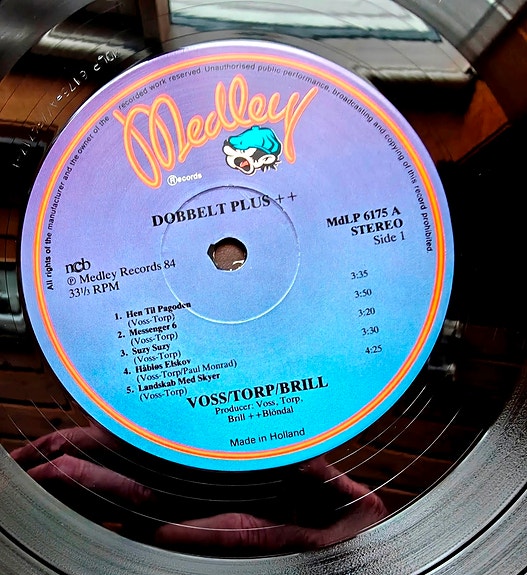 All rights of the manufacturer and the owner of the recorded work reserved. Unauthorised public performance, broadcasting and copying of this record prohibited.
Medley
Records
DOBBELT PLUS ++
MdLP 6175 A
STEREO
Side 1
ncb
℗ Medley Records 84
33 1/3 RPM
1. Hen Til Pagoden 3:35
(Voss-Torp)
2. Messenger 6 3:50
(Voss-Torp)
3. Suzy Suzy 3:20
(Voss-Torp)
4. Håbløs Elskov 3:30
(Voss-Torp/Paul Monrad)
5. Landskab Med Skyer 4:25
(Voss-Torp)
VOSS/TORP/BRILL
Producer: Voss, Torp,
Brill ++Blöndal
Made in Holland